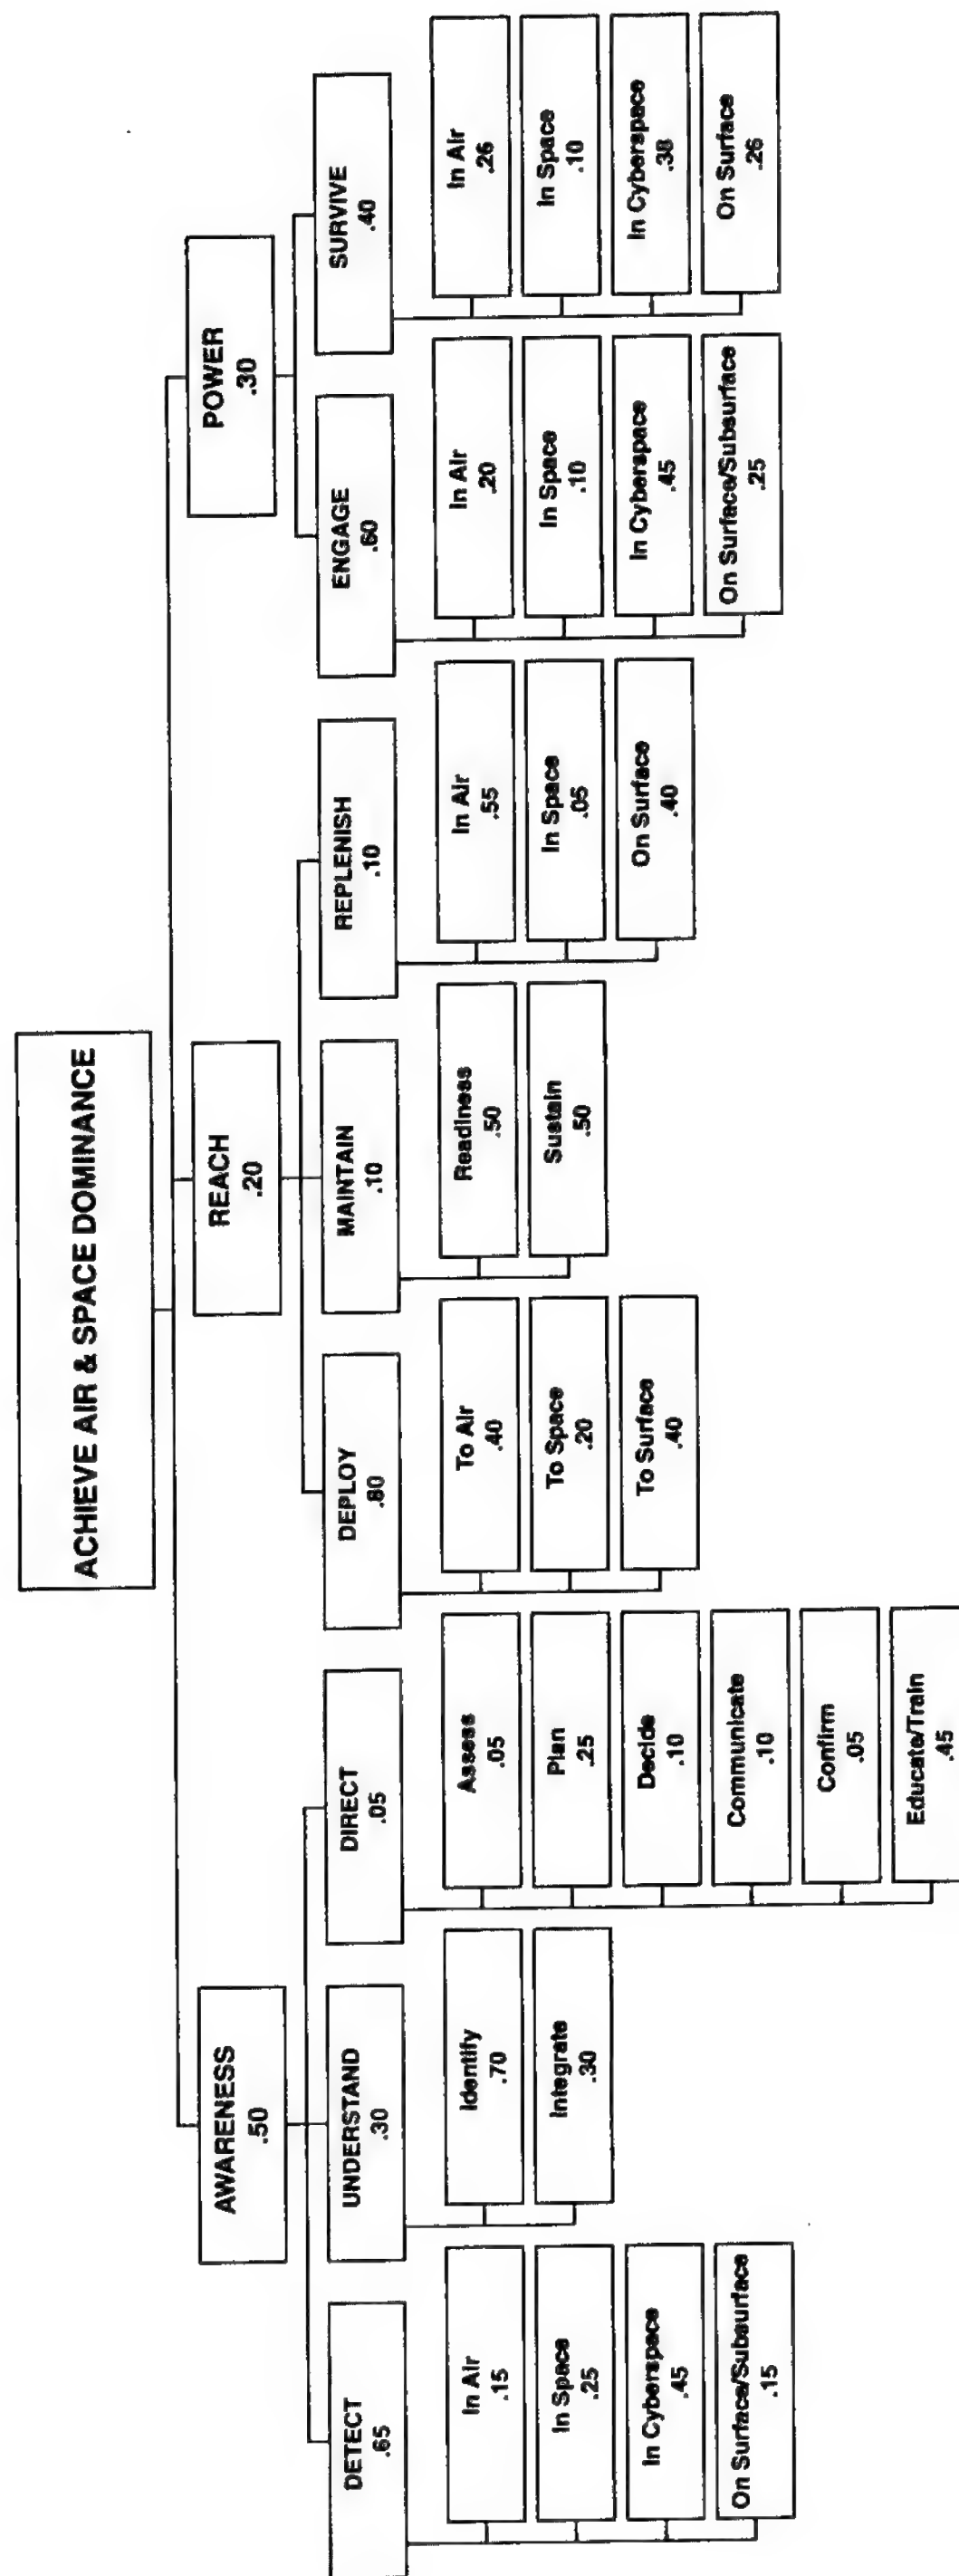 ACHIEVE AIR & SPACE DOMINANCE
AWARENESS
.50
REACH
.20
POWER
.30
DETECT
.65
UNDERSTAND
.30
DIRECT
.05
DEPLOY
.80
MAINTAIN
.10
REPLENISH
.10
ENGAGE
.60
SURVIVE
.40
In Air
.15
In Space
.25
In Cyberspace
.45
On Surface/Subsurface
.15
Identify
.70
Integrate
.30
Assess
.05
Plan
.25
Decide
.10
Communicate
.10
Confirm
.05
Educate/Train
.45
To Air
.40
To Space
.20
To Surface
.40
Readiness
.50
Sustain
.50
In Air
.55
In Space
.05
On Surface
.40
In Air
.20
In Space
.10
In Cyberspace
.45
On Surface/Subsurface
.25
In Air
.26
In Space
.10
In Cyberspace
.38
On Surface
.26